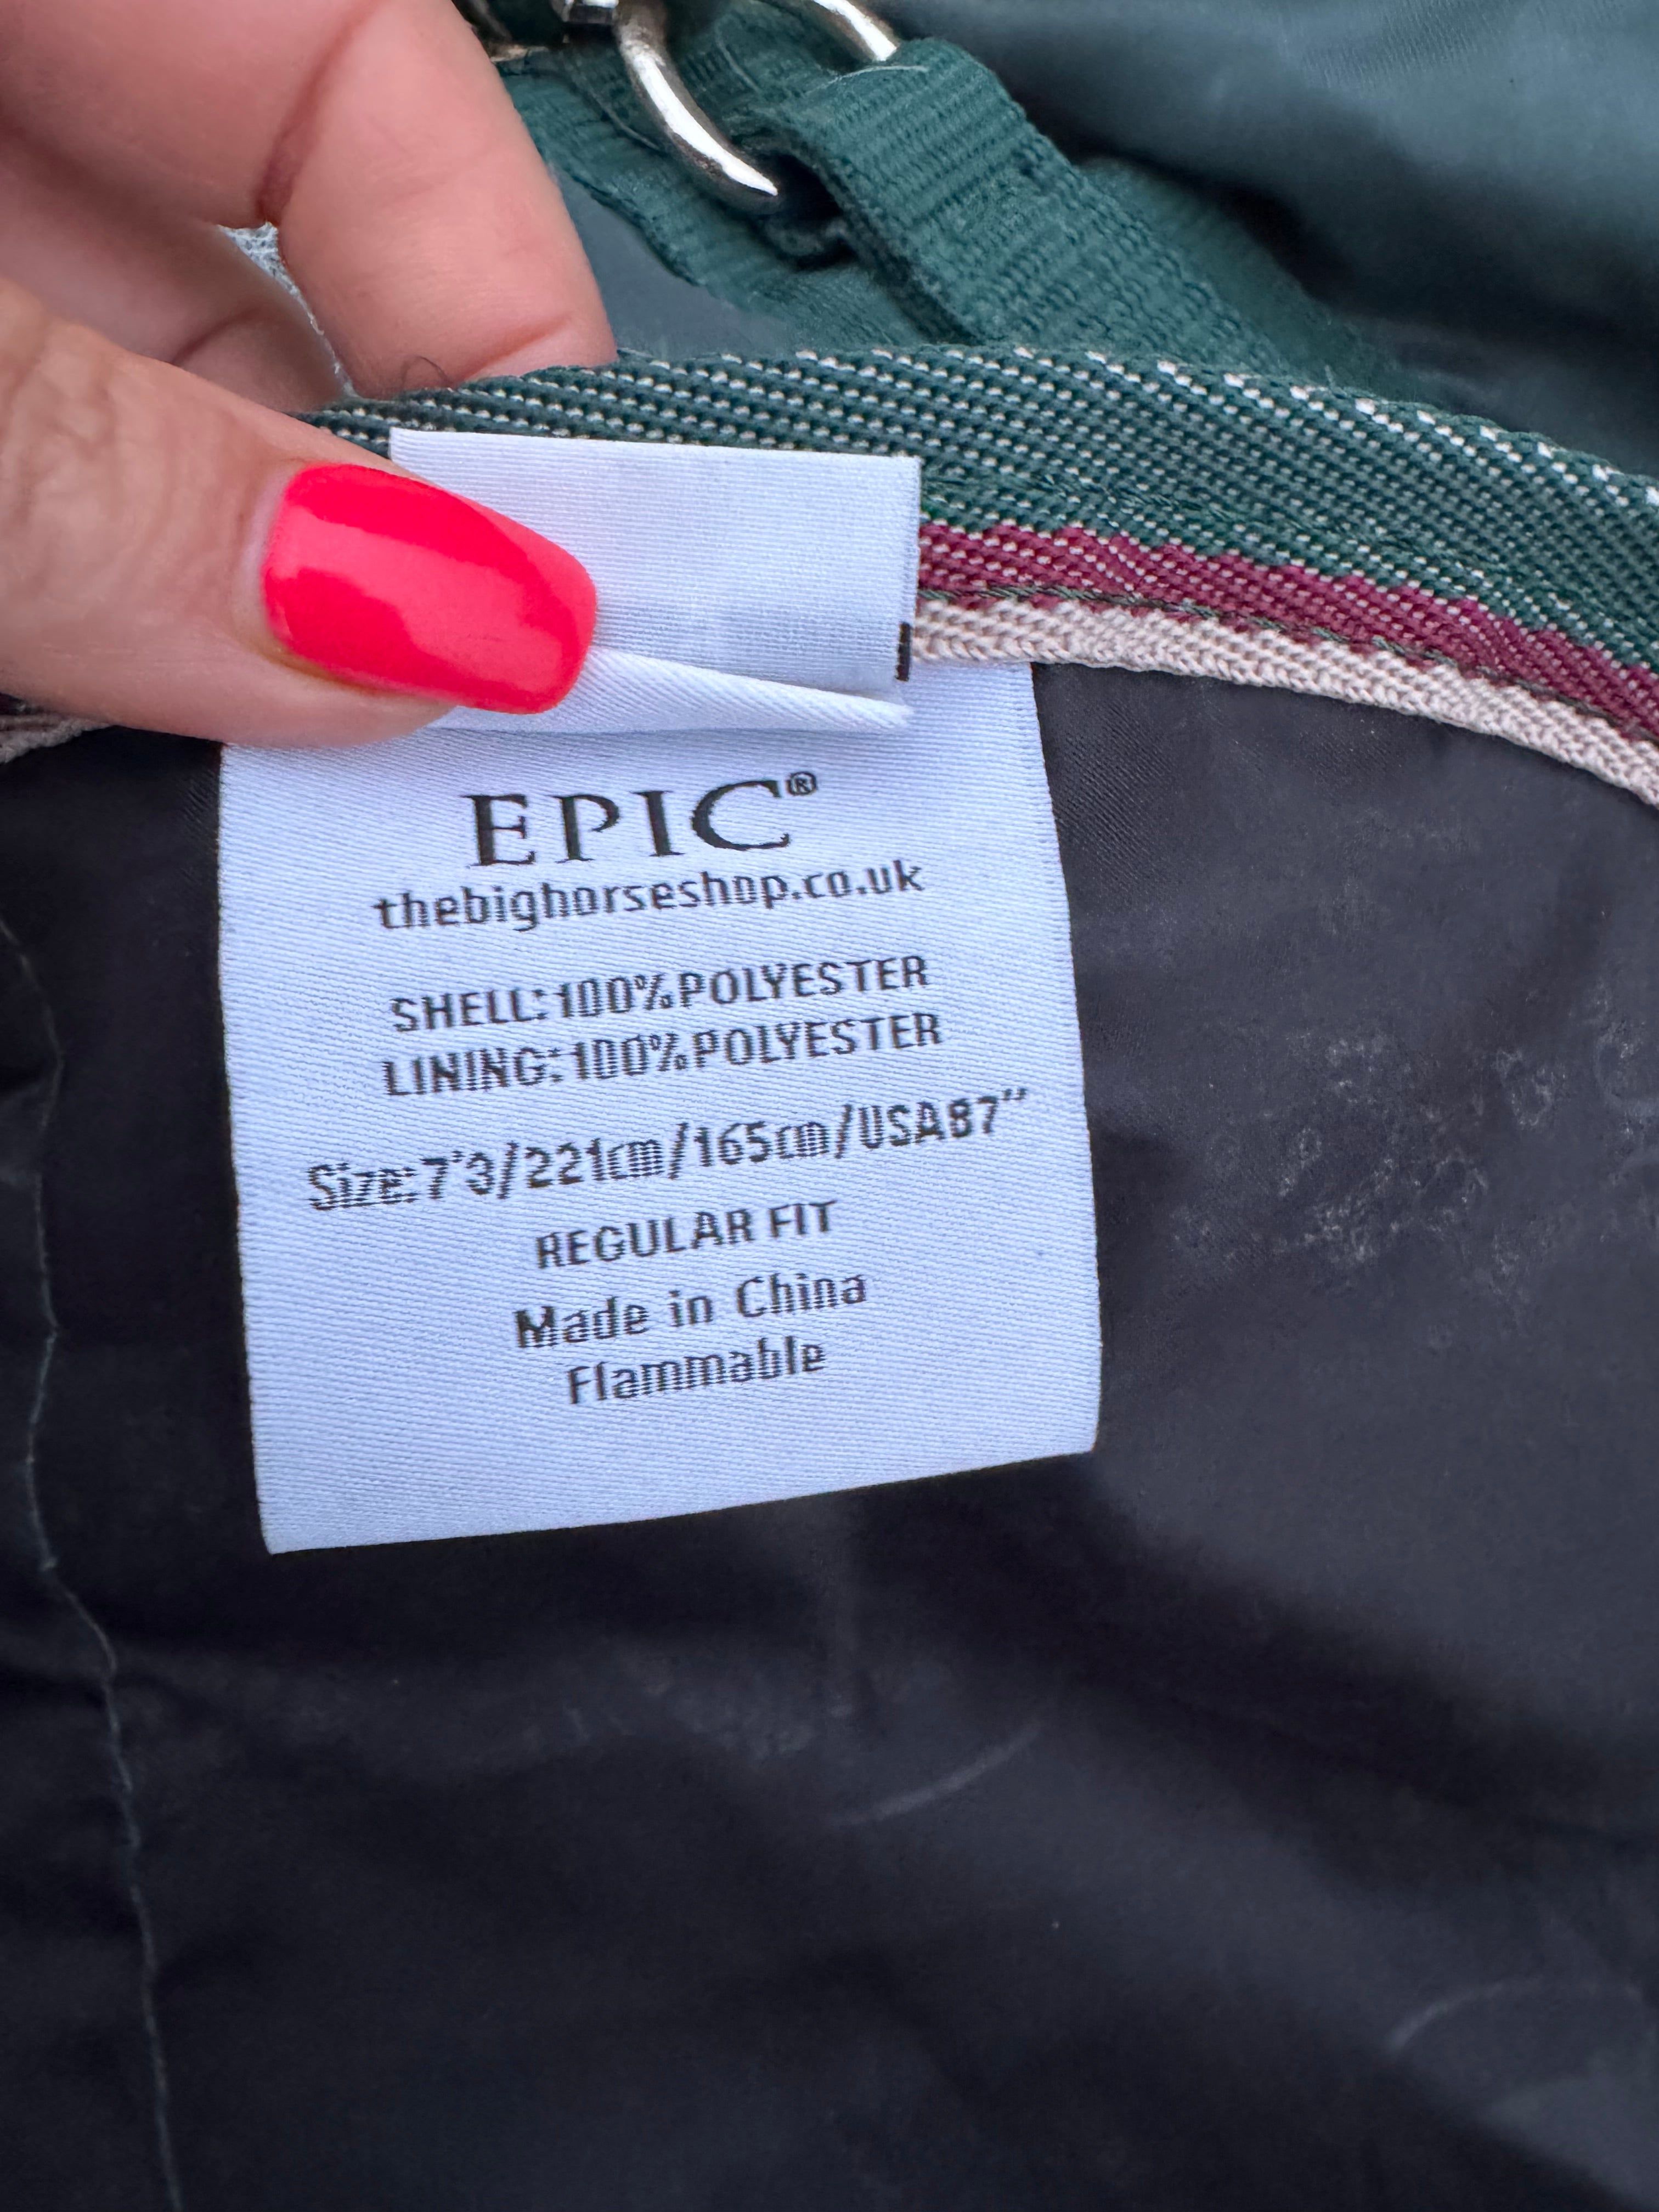 EPIC®
thebighorseshop.co.uk
SHELL:100%POLYESTER
LINING:100%POLYESTER
Size:7'3/221cm/165cm/USA87"
REGULAR FIT
Made in China
Flammable